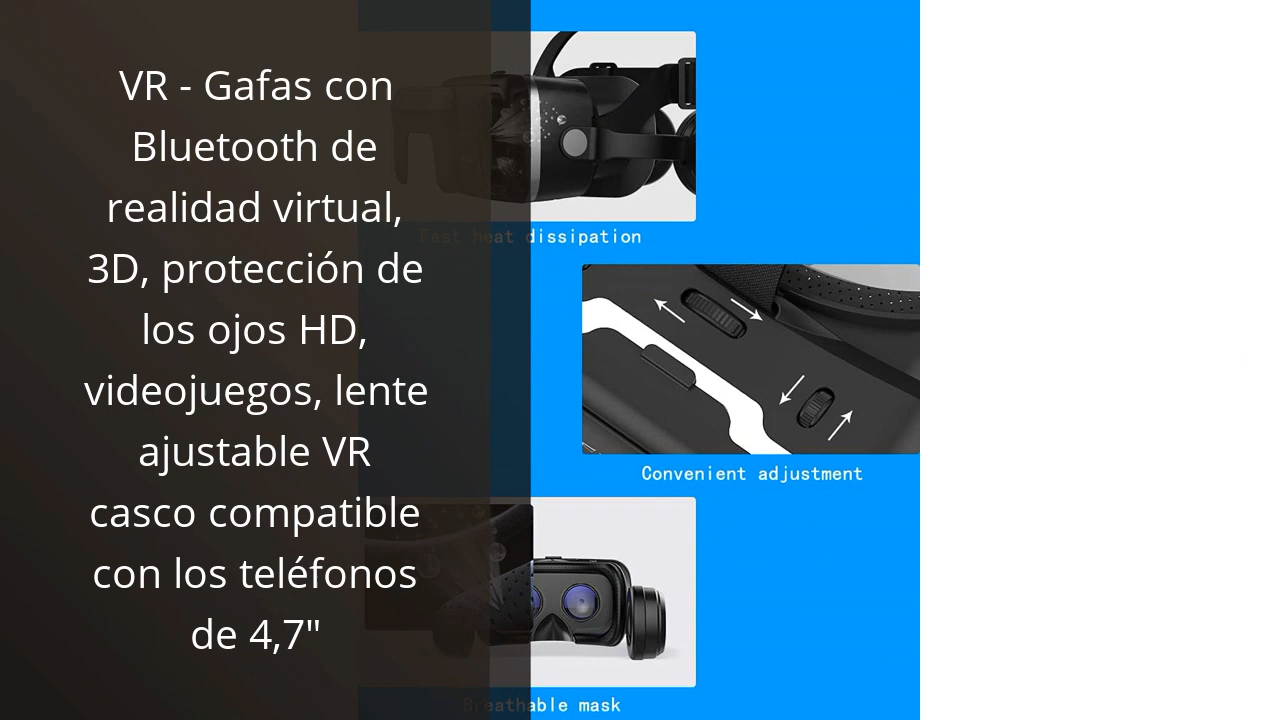 VR - Gafas con
Bluetooth de
realidad virtual,
3D, protección de
los ojos HD,
videojuegos, lente
ajustable VR
casco compatible
con los teléfonos
de 4,7"
Fast heat dissipation
Convenient adjustment
Breathable mask